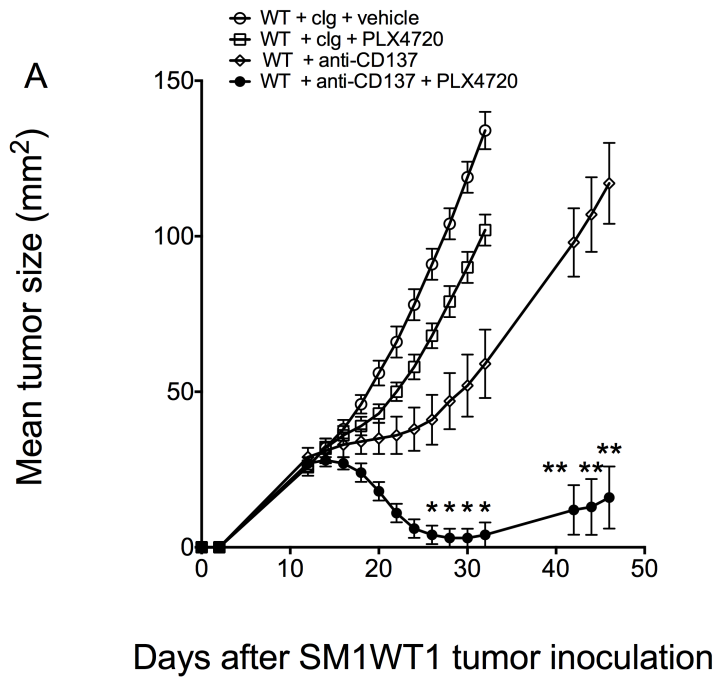 WT + cIg + vehicle
WT + cIg + PLX4720
WT + anti-CD137
WT + anti-CD137 + PLX4720
A
Mean tumor size (mm²)
150
100
50
0
* * * *
** ** **
0 10 20 30 40 50
Days after SM1WT1 tumor inoculation